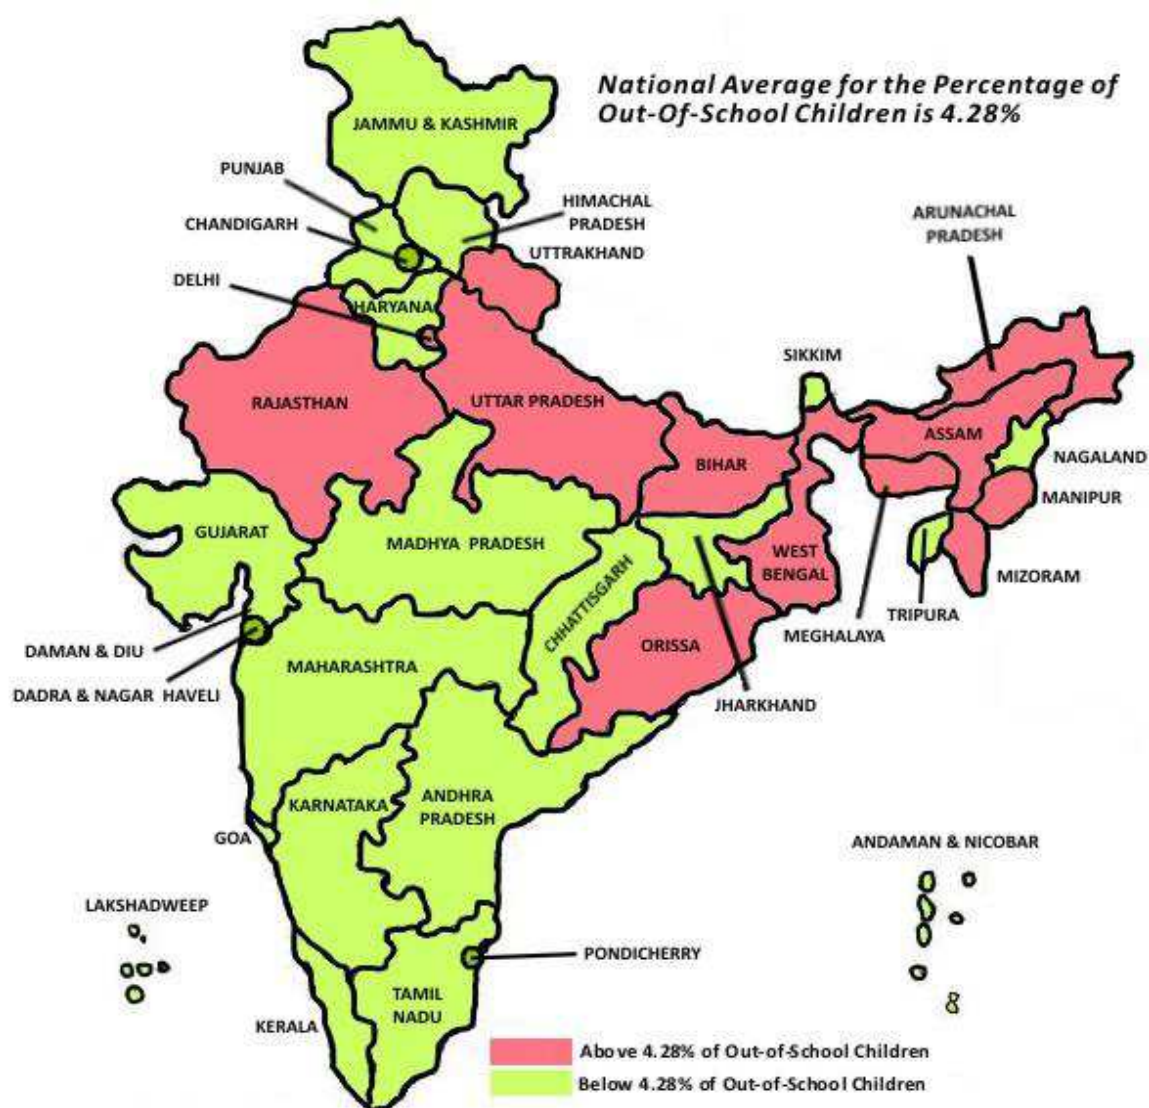 National Average for the Percentage of
Out-Of-School Children is 4.28%
JAMMU & KASHMIR
PUNJAB
HIMACHAL
PRADESH
CHANDIGARH
UTTRAKHAND
ARUNACHAL
PRADESH
DELHI
HARYANA
SIKKIM
RAJASTHAN
UTTAR PRADESH
ASSAM
BIHAR
NAGALAND
MANIPUR
GUJARAT
MADHYA PRADESH
WEST
BENGAL
MIZORAM
CHHATTISGARH
TRIPURA
MEGHALAYA
ORISSA
DAMAN & DIU
MAHARASHTRA
DADRA & NAGAR HAVELI
JHARKHAND
KARNATAKA
ANDHRA
PRADESH
GOA
ANDAMAN & NICOBAR
LAKSHADWEEP
PONDICHERRY
TAMIL
NADU
KERALA
Above 4.28% of Out-of-School Children
Below 4.28% of Out-of-School Children